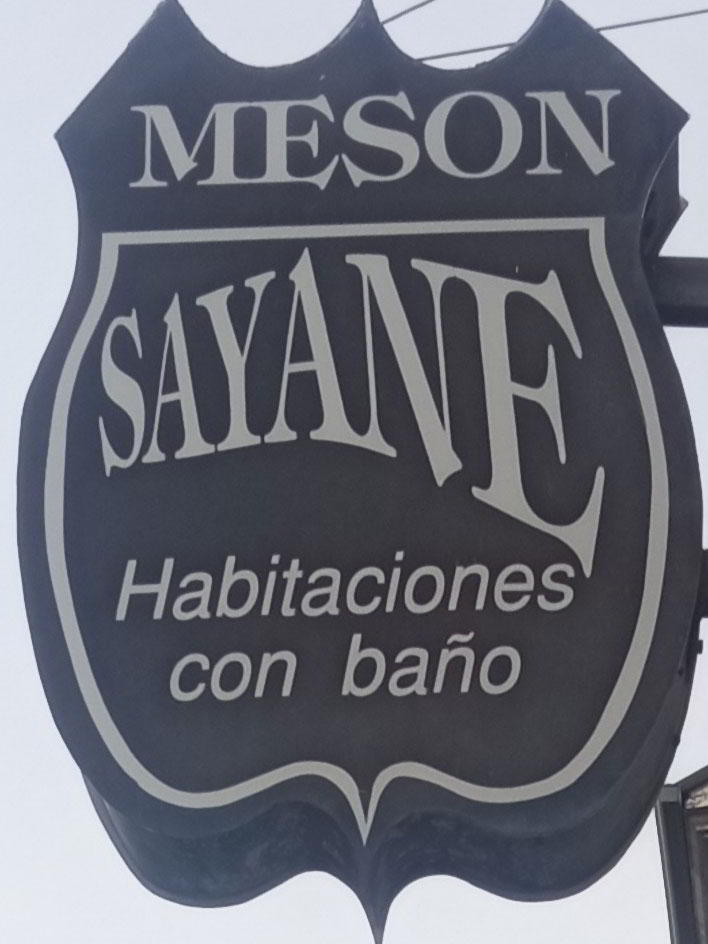 MESON
SAYANE
Habitaciones
con baño